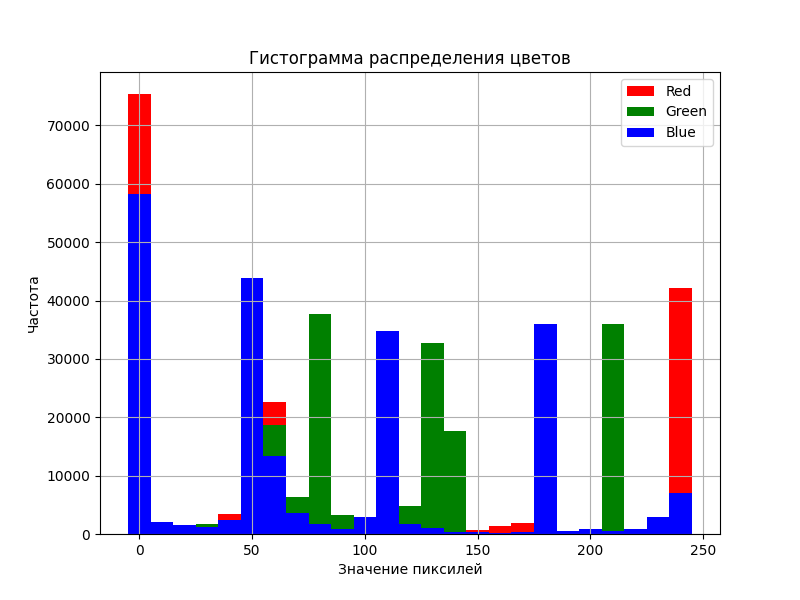 Гистограмма распределения цветов
Red
Green
Blue
70000
60000
50000
40000
30000
20000
10000
0
Частота
0 50 100 150 200 250
Значение пиксилей